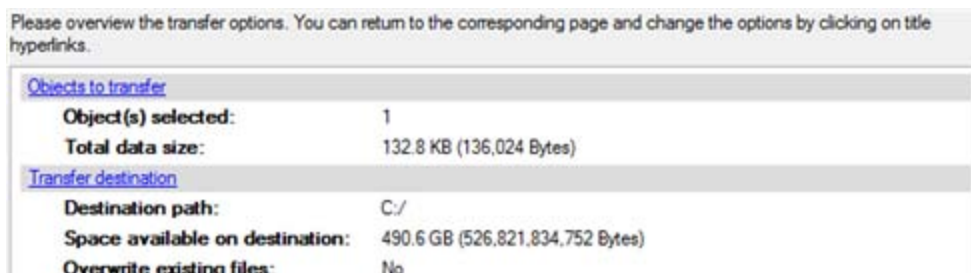 Please overview the transfer options. You can return to the corresponding page and change the options by clicking on title
hyperlinks.
Objects to transfer
Object(s) selected: 1
Total data size: 132.8 KB (136,024 Bytes)
Transfer destination
Destination path: C:/
Space available on destination: 490.6 GB (526,821,834,752 Bytes)
Overwrite existing files: No